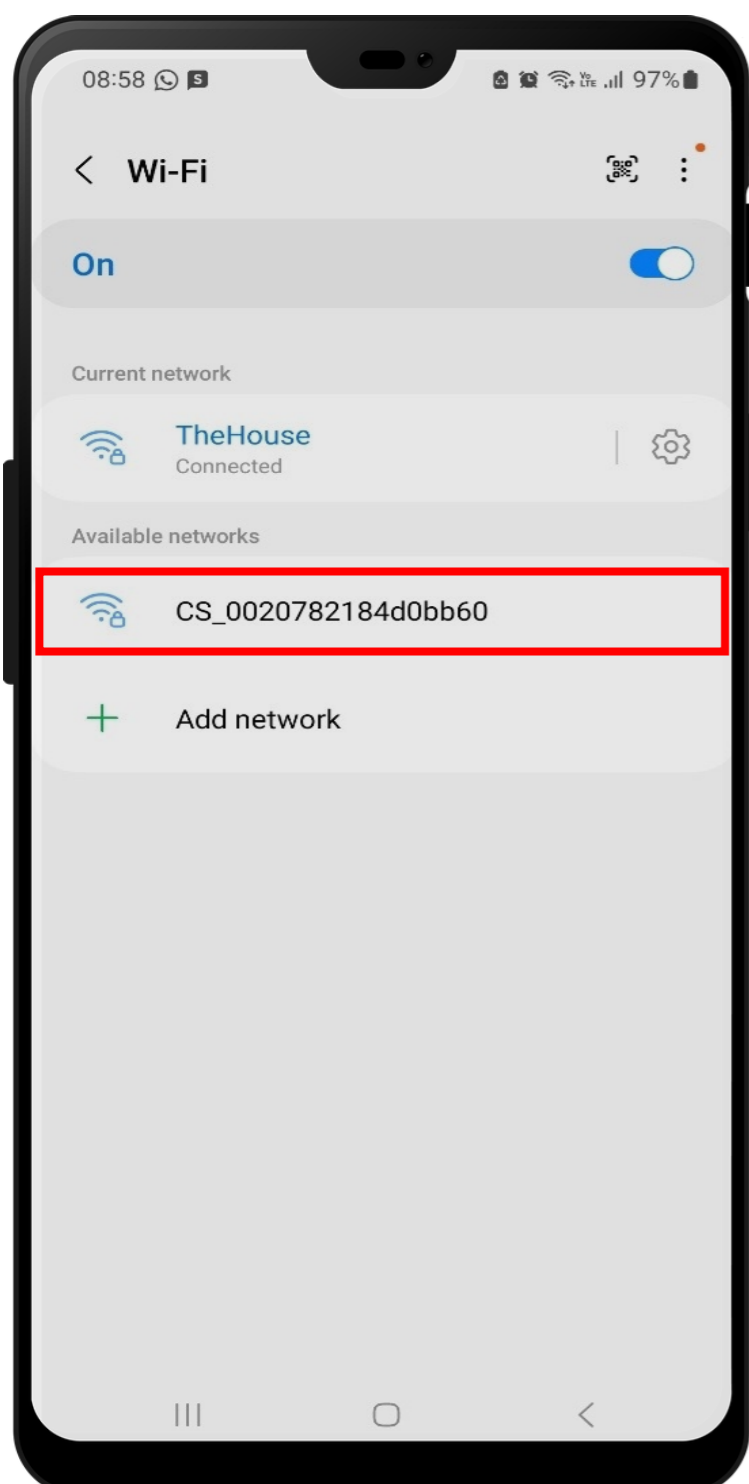 08:58 S 97%
Wi-Fi
On
Current network
TheHouse
Connected
Available networks
CS_0020782184d0bb60
Add network